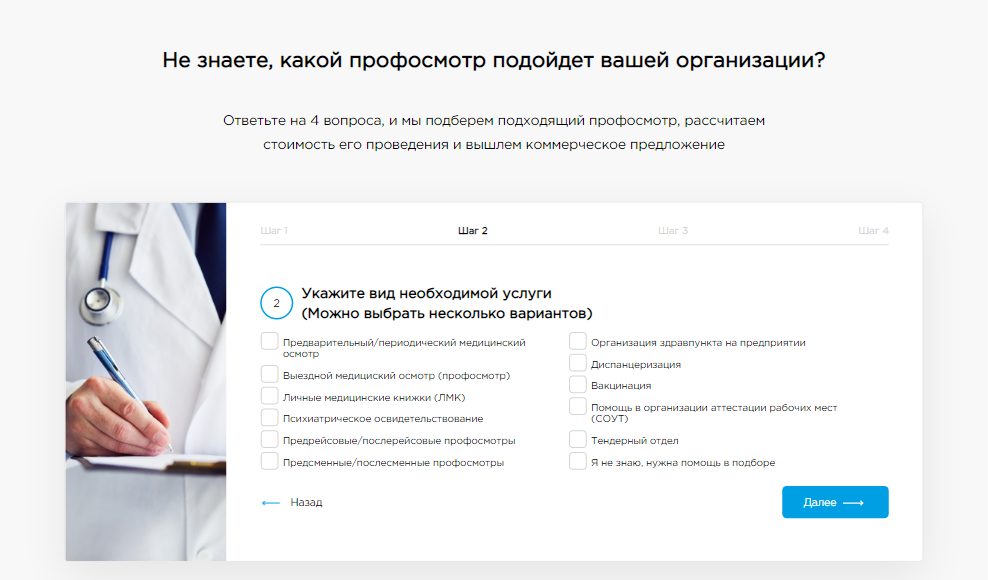 Не знаете, какой профосмотр подойдет вашей организации?
Ответьте на 4 вопроса, и мы подберем подходящий профосмотр, рассчитаем
стоимость его проведения и вышлем коммерческое предложение
Шаг 1
Шаг 2
Шаг 3
Шаг 4
2
Укажите вид необходимой услуги
(Можно выбрать несколько вариантов)
Предварительный/периодический медицинский
осмотр
Выездной медициский осмотр (профосмотр)
Личные медицинские книжки (ЛМК)
Психиатрическое освидетельствование
Предрейсовые/послерейсовые профосмотры
Предсменные/послесменные профосмотры
Организация здравпункта на предприятии
Диспанцеризация
Вакцинация
Помощь в организации аттестации рабочих мест
(СОУТ)
Тендерный отдел
Я не знаю, нужна помощь в подборе
Назад
Далее